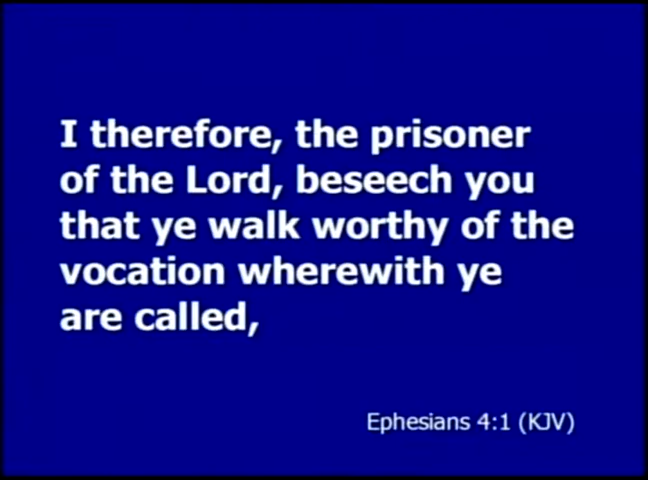 I therefore, the prisoner
of the Lord, beseech you
that ye walk worthy of the
vocation wherewith ye
are called,
Ephesians 4:1 (KJV)